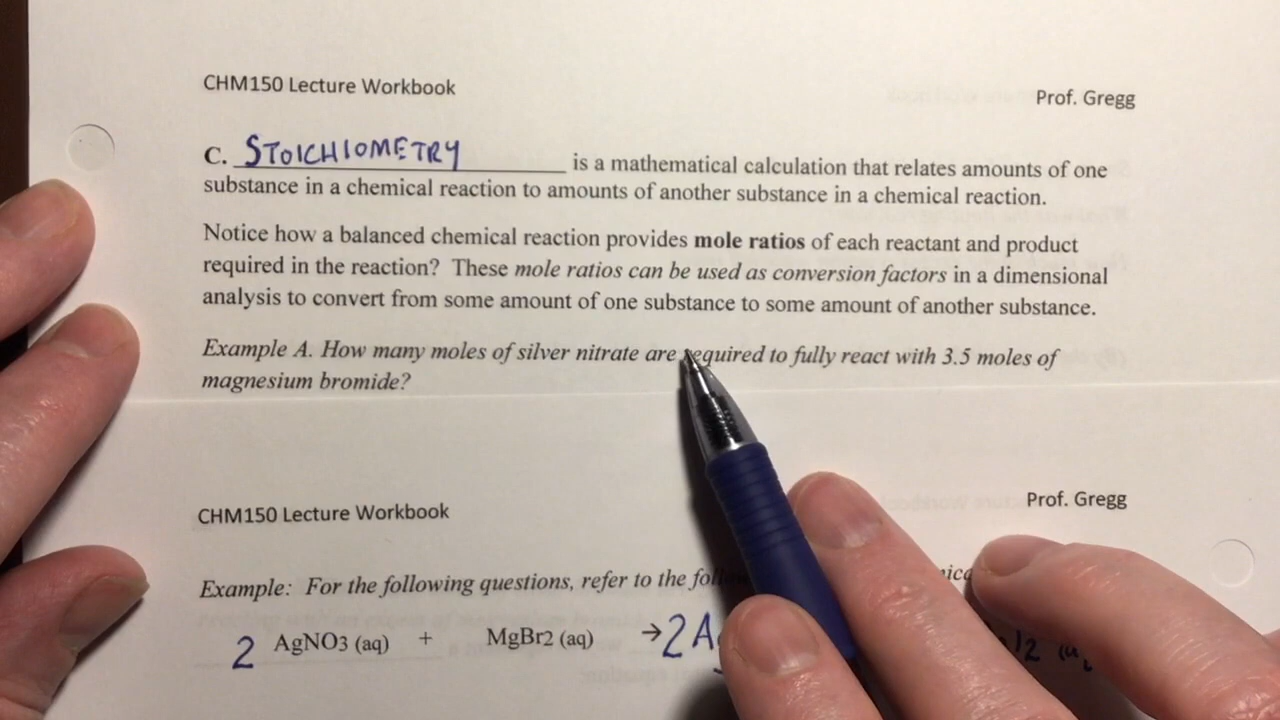 CHM150 Lecture Workbook Prof. Gregg
C. STOICHIOMETRY is a mathematical calculation that relates amounts of one
substance in a chemical reaction to amounts of another substance in a chemical reaction.
Notice how a balanced chemical reaction provides mole ratios of each reactant and product
required in the reaction? These mole ratios can be used as conversion factors in a dimensional
analysis to convert from some amount of one substance to some amount of another substance.
Example A. How many moles of silver nitrate are required to fully react with 3.5 moles of
magnesium bromide?
CHM150 Lecture Workbook Prof. Gregg
Example: For the following questions, refer to the
2 AgNO3 (aq) + MgBr2 (aq) → 2 A